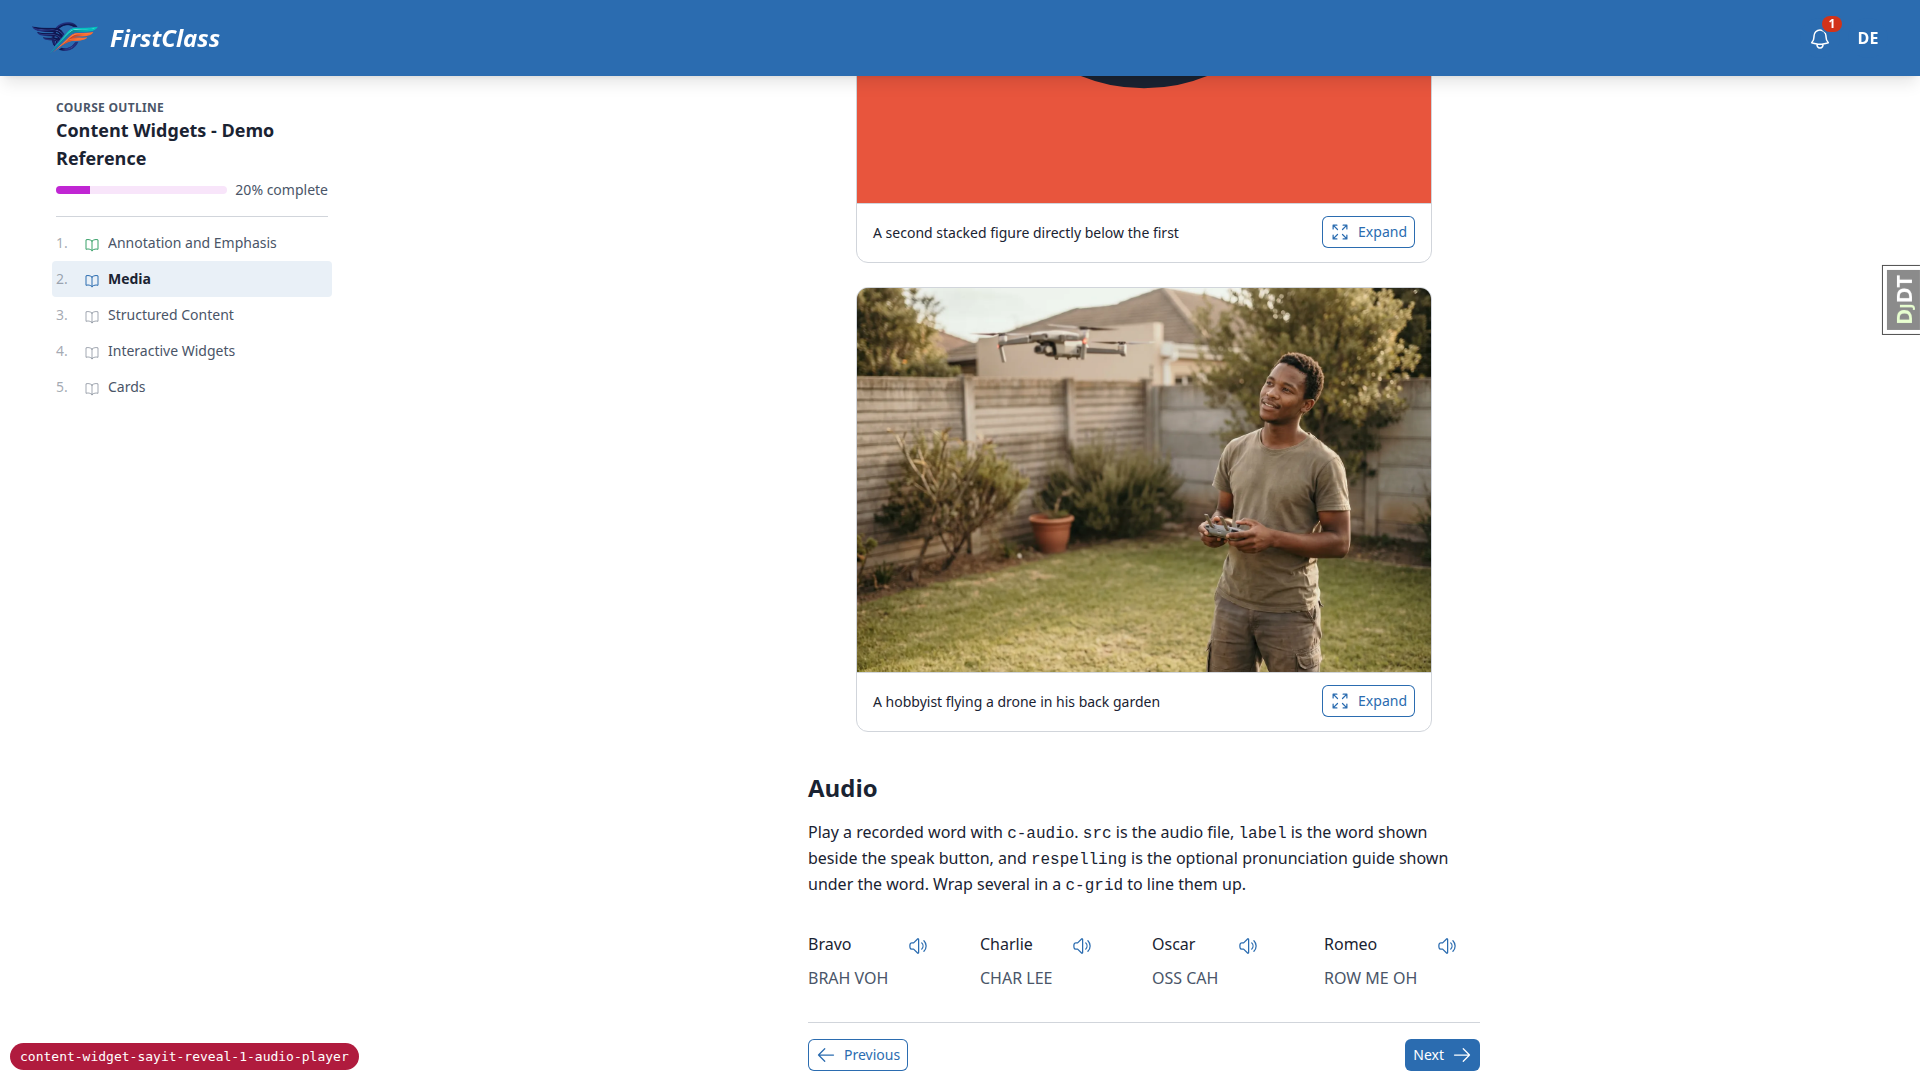 FirstClass
1
DE
COURSE OUTLINE
Content Widgets - Demo
Reference
20% complete
1. Annotation and Emphasis
2. Media
3. Structured Content
4. Interactive Widgets
5. Cards
A second stacked figure directly below the first
Expand
DjDT
A hobbyist flying a drone in his back garden
Expand
Audio
Play a recorded word with c-audio. src is the audio file, label is the word shown
beside the speak button, and respelling is the optional pronunciation guide shown
under the word. Wrap several in a c-grid to line them up.
Bravo Charlie Oscar Romeo
BRAH VOH CHAR LEE OSS CAH ROW ME OH
Previous Next
content-widget-sayit-reveal-1-audio-player